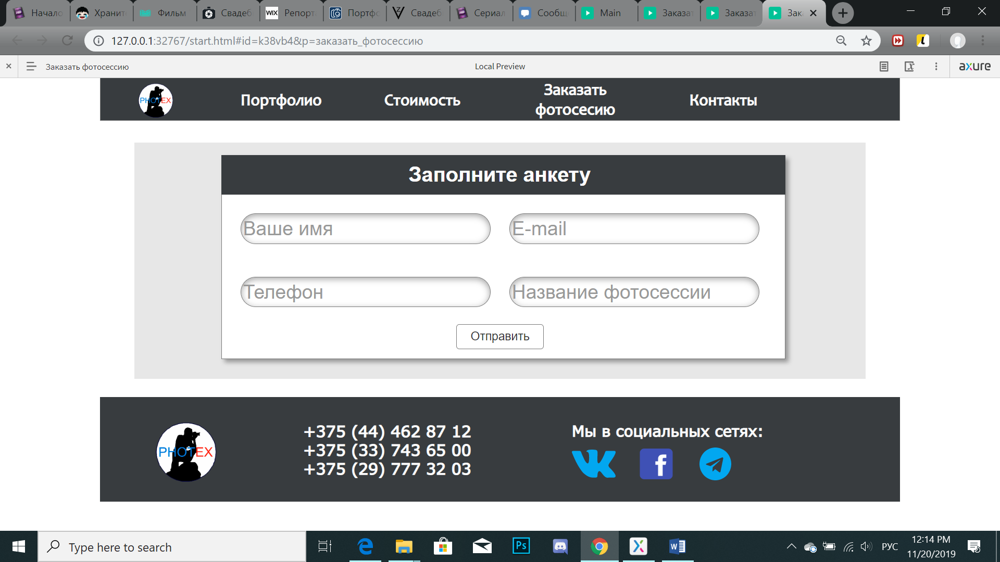 Начало
Хранит
Фильм
Свадеб
WIX Репорт
Портфо
Свадеб
Сериал
Сообщ
Main
Заказат
Заказат
Зак
127.0.0.1:32767/start.html#id=k38vb4&p=заказать_фотосессию
Заказать фотосессию
Local Preview
axure
PHOTEX
Портфолио
Стоимость
Заказать
фотосесию
Контакты
Заполните анкету
Ваше имя
E-mail
Телефон
Название фотосессии
Отправить
PHOTEX
+375 (44) 462 87 12
+375 (33) 743 65 00
+375 (29) 777 32 03
Мы в социальных сетях:
Type here to search
Ps
РУС
12:14 PM
11/20/2019